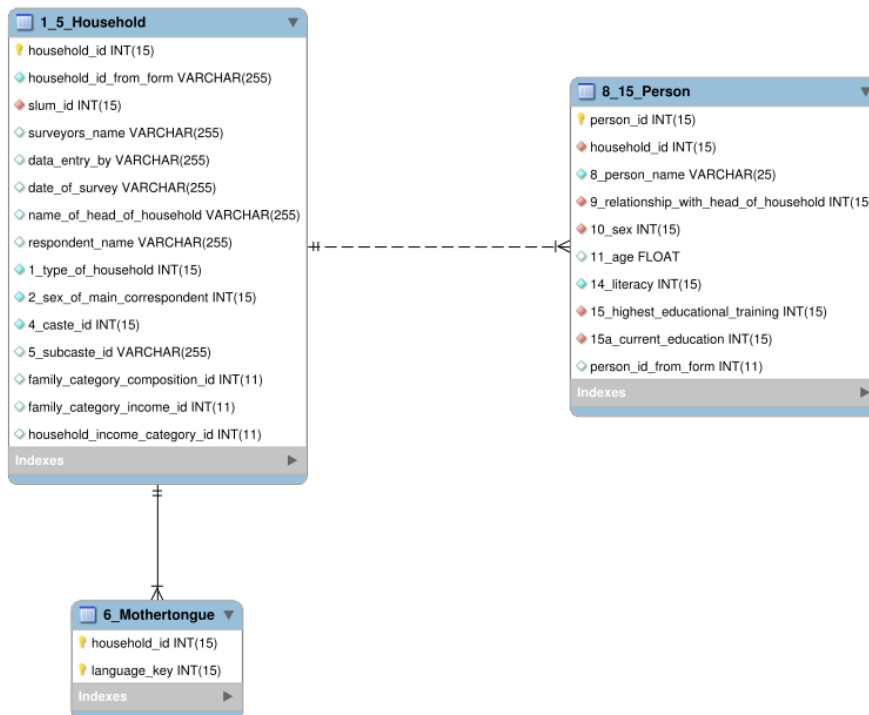 1_5_Household
household_id INT(15)
household_id_from_form VARCHAR(255)
slum_id INT(15)
surveyors_name VARCHAR(255)
data_entry_by VARCHAR(255)
date_of_survey VARCHAR(255)
name_of_head_of_household VARCHAR(255)
respondent_name VARCHAR(255)
1_type_of_household INT(15)
2_sex_of_main_correspondent INT(15)
4_caste_id INT(15)
5_subcaste_id VARCHAR(255)
family_category_composition_id INT(11)
family_category_income_id INT(11)
household_income_category_id INT(11)
Indexes
8_15_Person
person_id INT(15)
household_id INT(15)
8_person_name VARCHAR(25)
9_relationship_with_head_of_household INT(15
10_sex INT(15)
11_age FLOAT
14_literacy INT(15)
15_highest_educational_training INT(15)
15a_current_education INT(15)
person_id_from_form INT(11)
Indexes
6_Mothertongue
household_id INT(15)
language_key INT(15)
Indexes